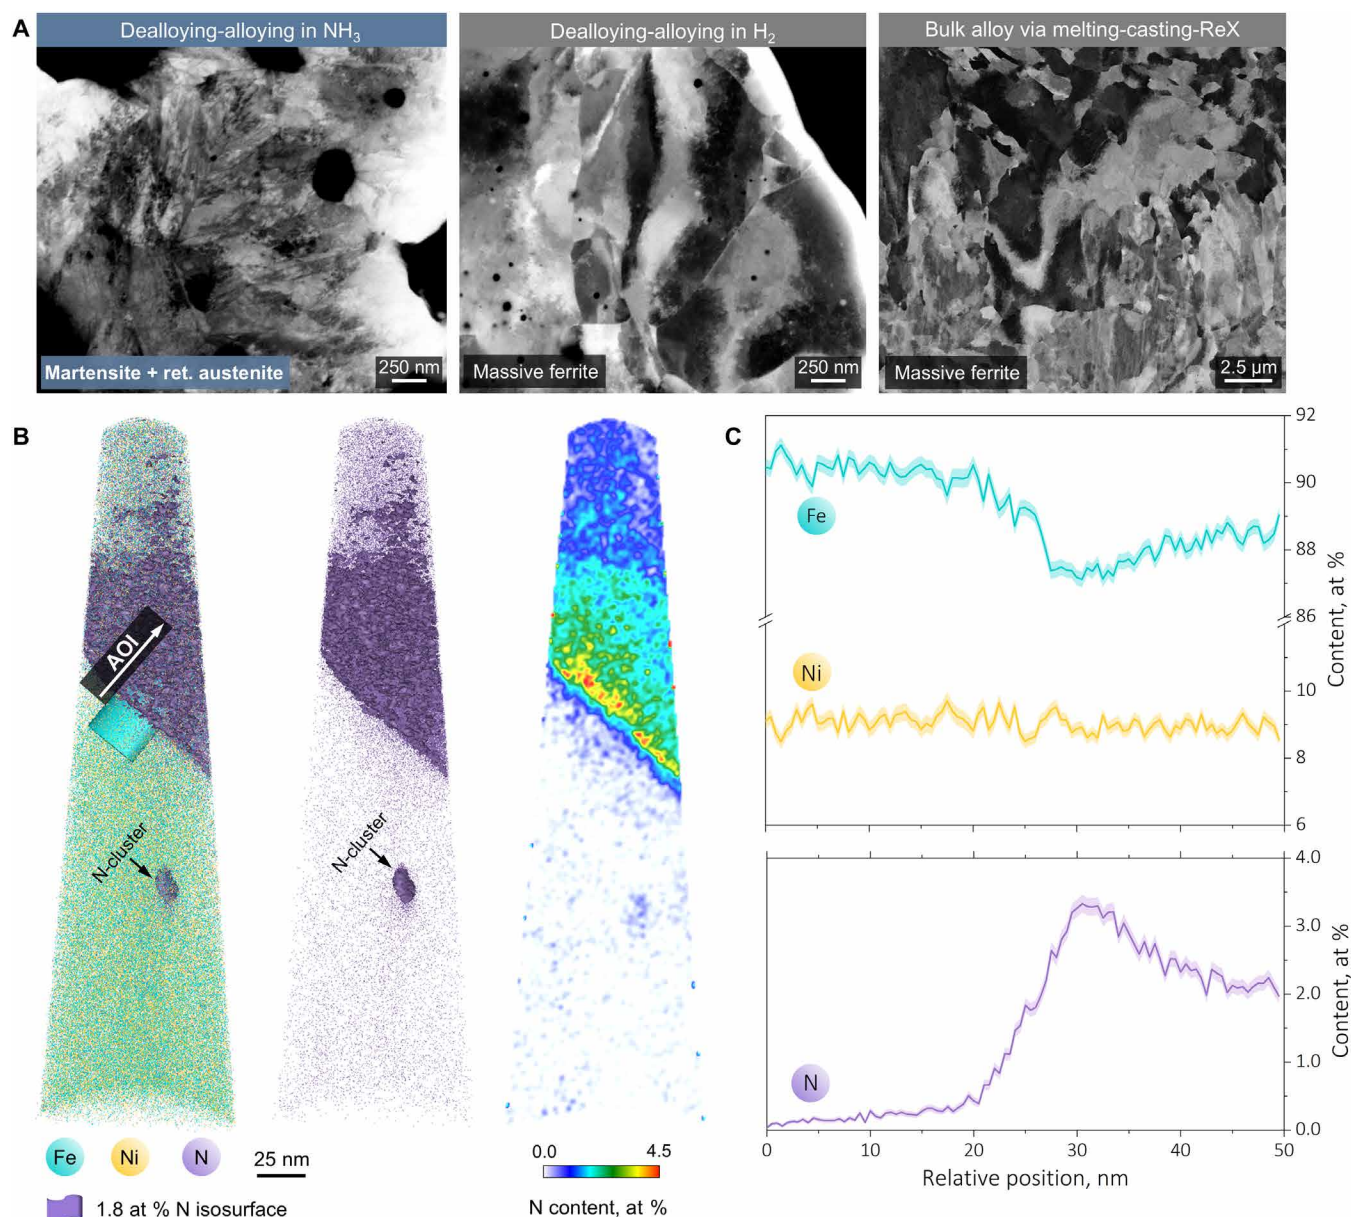 A
Dealloying-alloying in NH3
Dealloying-alloying in H2
Bulk alloy via melting-casting-ReX
Martensite + ret. austenite
250 nm
Massive ferrite
250 nm
Massive ferrite
2.5 µm
B
AOI
N-cluster
N-cluster
Fe
Ni
N
25 nm
1.8 at % N isosurface
0.0
4.5
N content, at %
C
92
90
88
86
10
8
6
Content, at %
Fe
Ni
4.0
3.0
2.0
1.0
0.0
Content, at %
N
0
10
20
30
40
50
Relative position, nm